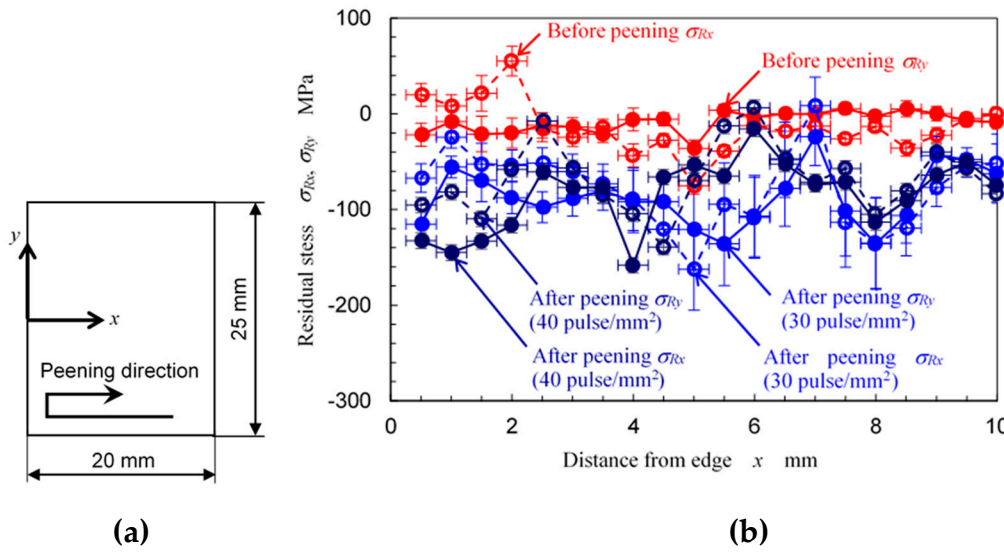 y
x
Peening direction
25 mm
20 mm
(a)
Residual stess σRx, σRy MPa
100
0
-100
-200
-300
0
2
4
6
8
10
Distance from edge x mm
Before peening σRx
Before peening σRy
After peening σRy
(40 pulse/mm²)
After peening σRx
(40 pulse/mm²)
After peening σRy
(30 pulse/mm²)
After peening σRx
(30 pulse/mm²)
(b)